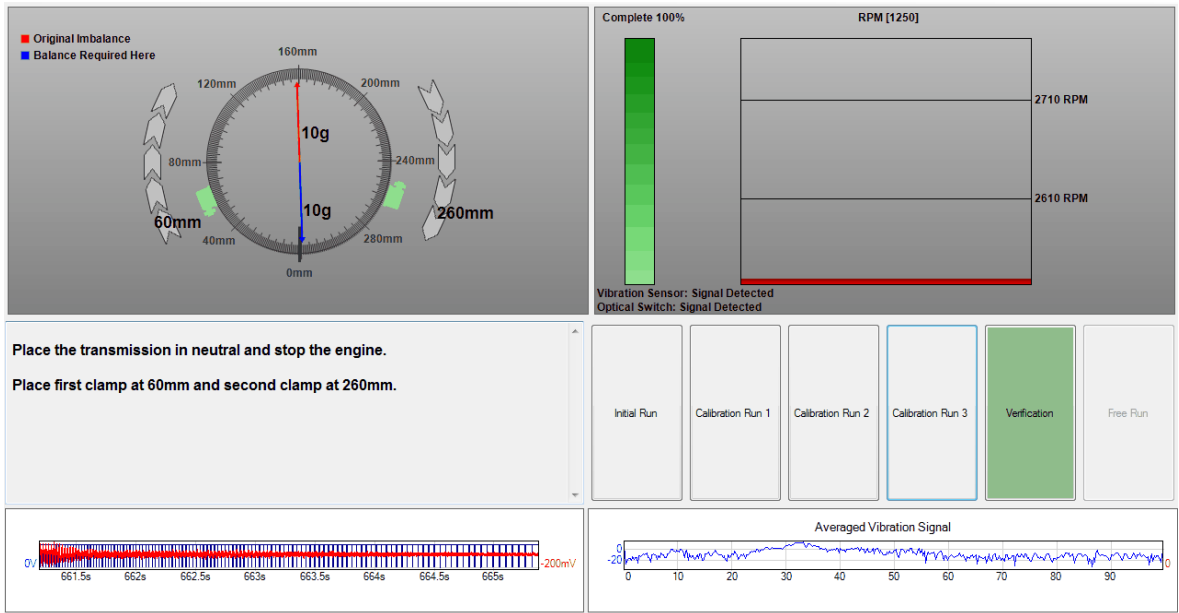 Original Imbalance
Balance Required Here
160mm
120mm
200mm
10g
80mm
240mm
10g
60mm
260mm
40mm
280mm
0mm
Complete 100%
RPM [1250]
2710 RPM
2610 RPM
Vibration Sensor: Signal Detected
Optical Switch: Signal Detected
Place the transmission in neutral and stop the engine.
Place first clamp at 60mm and second clamp at 260mm.
Initial Run
Calibration Run 1
Calibration Run 2
Calibration Run 3
Verification
Free Run
0V
-200mV
661.5s 662s 662.5s 663s 663.5s 664s 664.5s 665s
Averaged Vibration Signal
0
-20
0
0 10 20 30 40 50 60 70 80 90